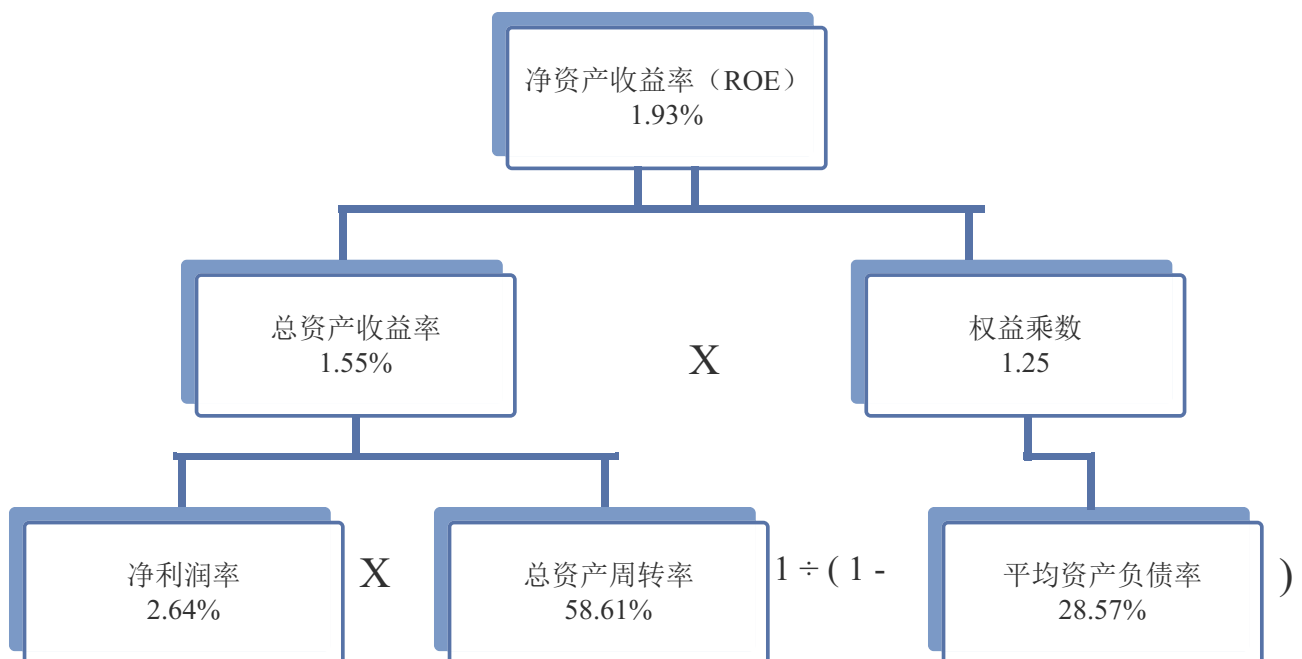 净资产收益率（ROE）
1.93%
总资产收益率
1.55%
X
权益乘数
1.25
净利润率
2.64%
X
总资产周转率
58.61%
1 ÷ ( 1 -
平均资产负债率
28.57%
)